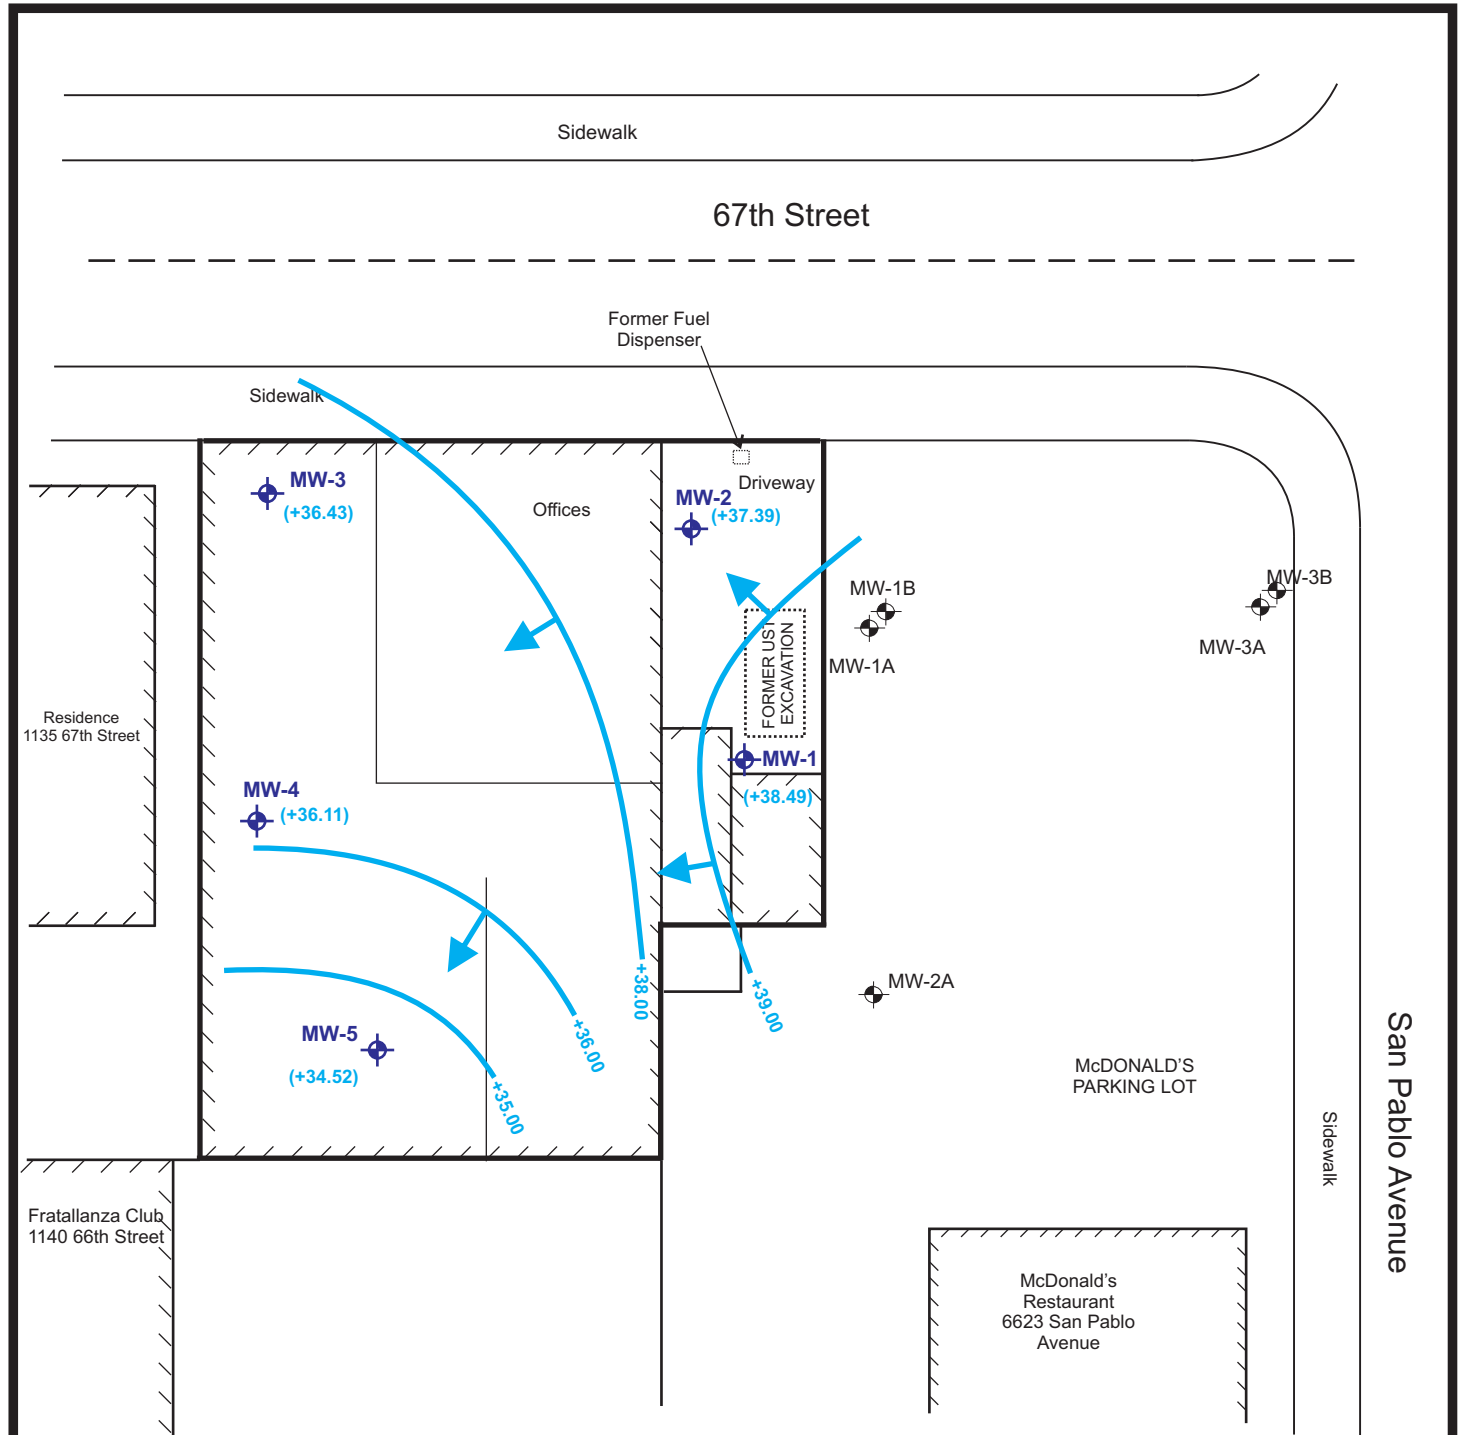 Sidewalk
67th Street
Former Fuel
Dispenser
Sidewalk
MW-3
(+36.43)
Offices
Driveway
MW-2
(+37.39)
MW-1B
MW-1A
MW-3B
MW-3A
FORMER UST
EXCAVATION
Residence
1135 67th Street
MW-1
(+38.49)
MW-4
(+36.11)
+38.00
+39.00
+36.00
+35.00
MW-2A
MW-5
(+34.52)
McDONALD'S
PARKING LOT
San Pablo Avenue
Sidewalk
Fratallanza Club
1140 66th Street
McDonald's
Restaurant
6623 San Pablo
Avenue